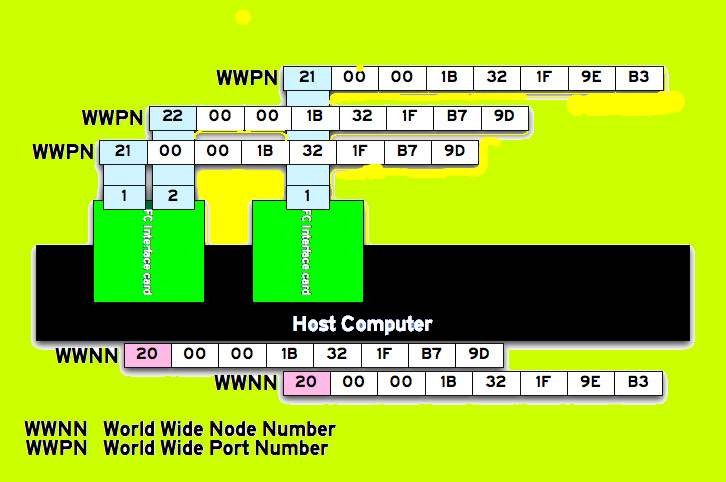 WWPN 21 00 00 1B 32 1F 9E B3
WWPN 22 00 00 1B 32 1F B7 9D
WWPN 21 00 00 1B 32 1F B7 9D
1 2 1
FC Interface card
FC Interface card
Host Computer
WWNN 20 00 00 1B 32 1F B7 9D
WWNN 20 00 00 1B 32 1F 9E B3
WWNN World Wide Node Number
WWPN World Wide Port Number